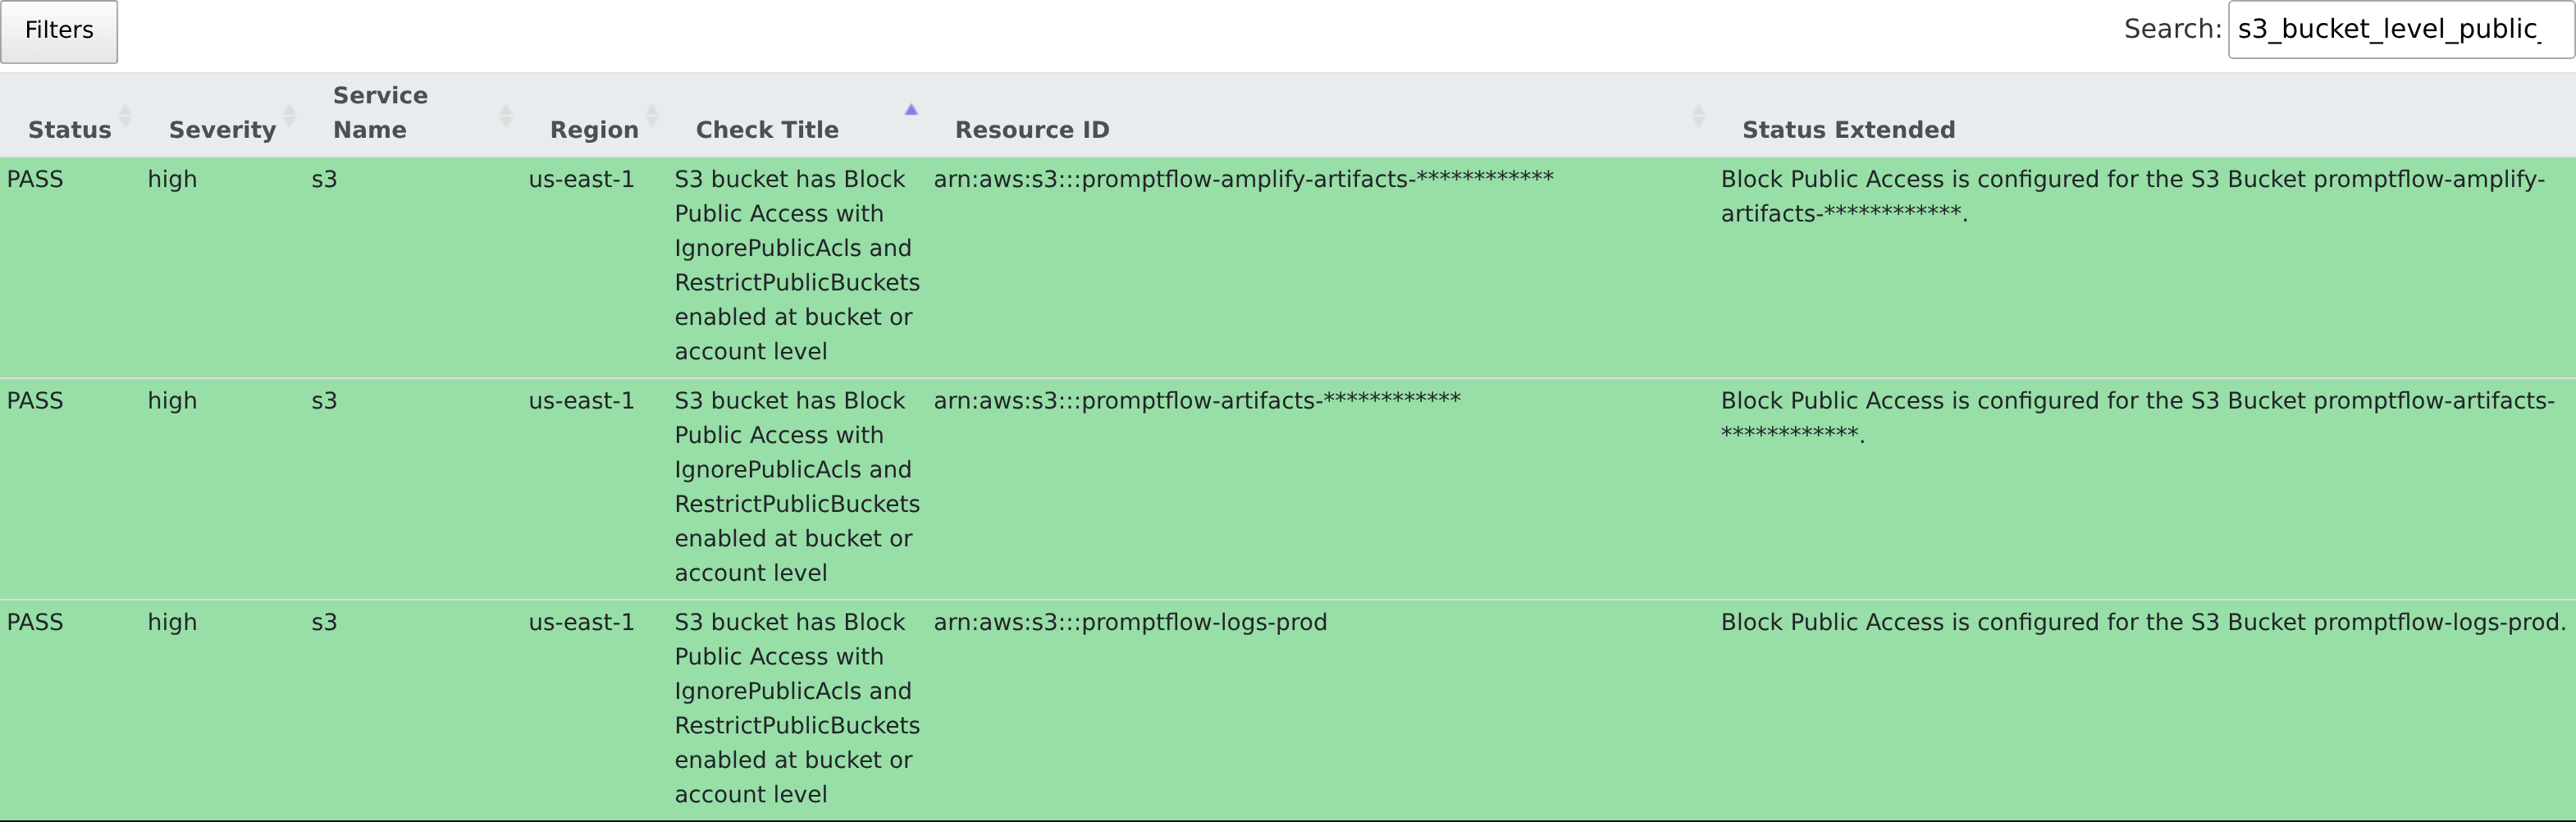 Filters
Search: s3_bucket_level_public_
Status Severity Service Name Region Check Title Resource ID Status Extended
PASS high s3 us-east-1 S3 bucket has Block arn:aws:s3:::promptflow-amplify-artifacts-************ Block Public Access is configured for the S3 Bucket promptflow-amplify-
Public Access with artifacts-************.
IgnorePublicAcls and
RestrictPublicBuckets
enabled at bucket or
account level
PASS high s3 us-east-1 S3 bucket has Block arn:aws:s3:::promptflow-artifacts-************ Block Public Access is configured for the S3 Bucket promptflow-artifacts-
Public Access with ************.
IgnorePublicAcls and
RestrictPublicBuckets
enabled at bucket or
account level
PASS high s3 us-east-1 S3 bucket has Block arn:aws:s3:::promptflow-logs-prod Block Public Access is configured for the S3 Bucket promptflow-logs-prod.
Public Access with
IgnorePublicAcls and
RestrictPublicBuckets
enabled at bucket or
account level